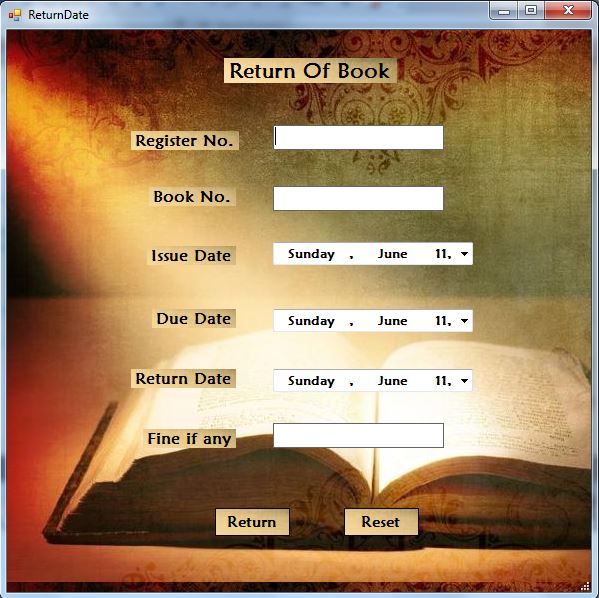 ReturnDate
Return Of Book
Register No.
Book No.
Issue Date Sunday , June 11,
Due Date Sunday , June 11,
Return Date Sunday , June 11,
Fine if any
Return Reset